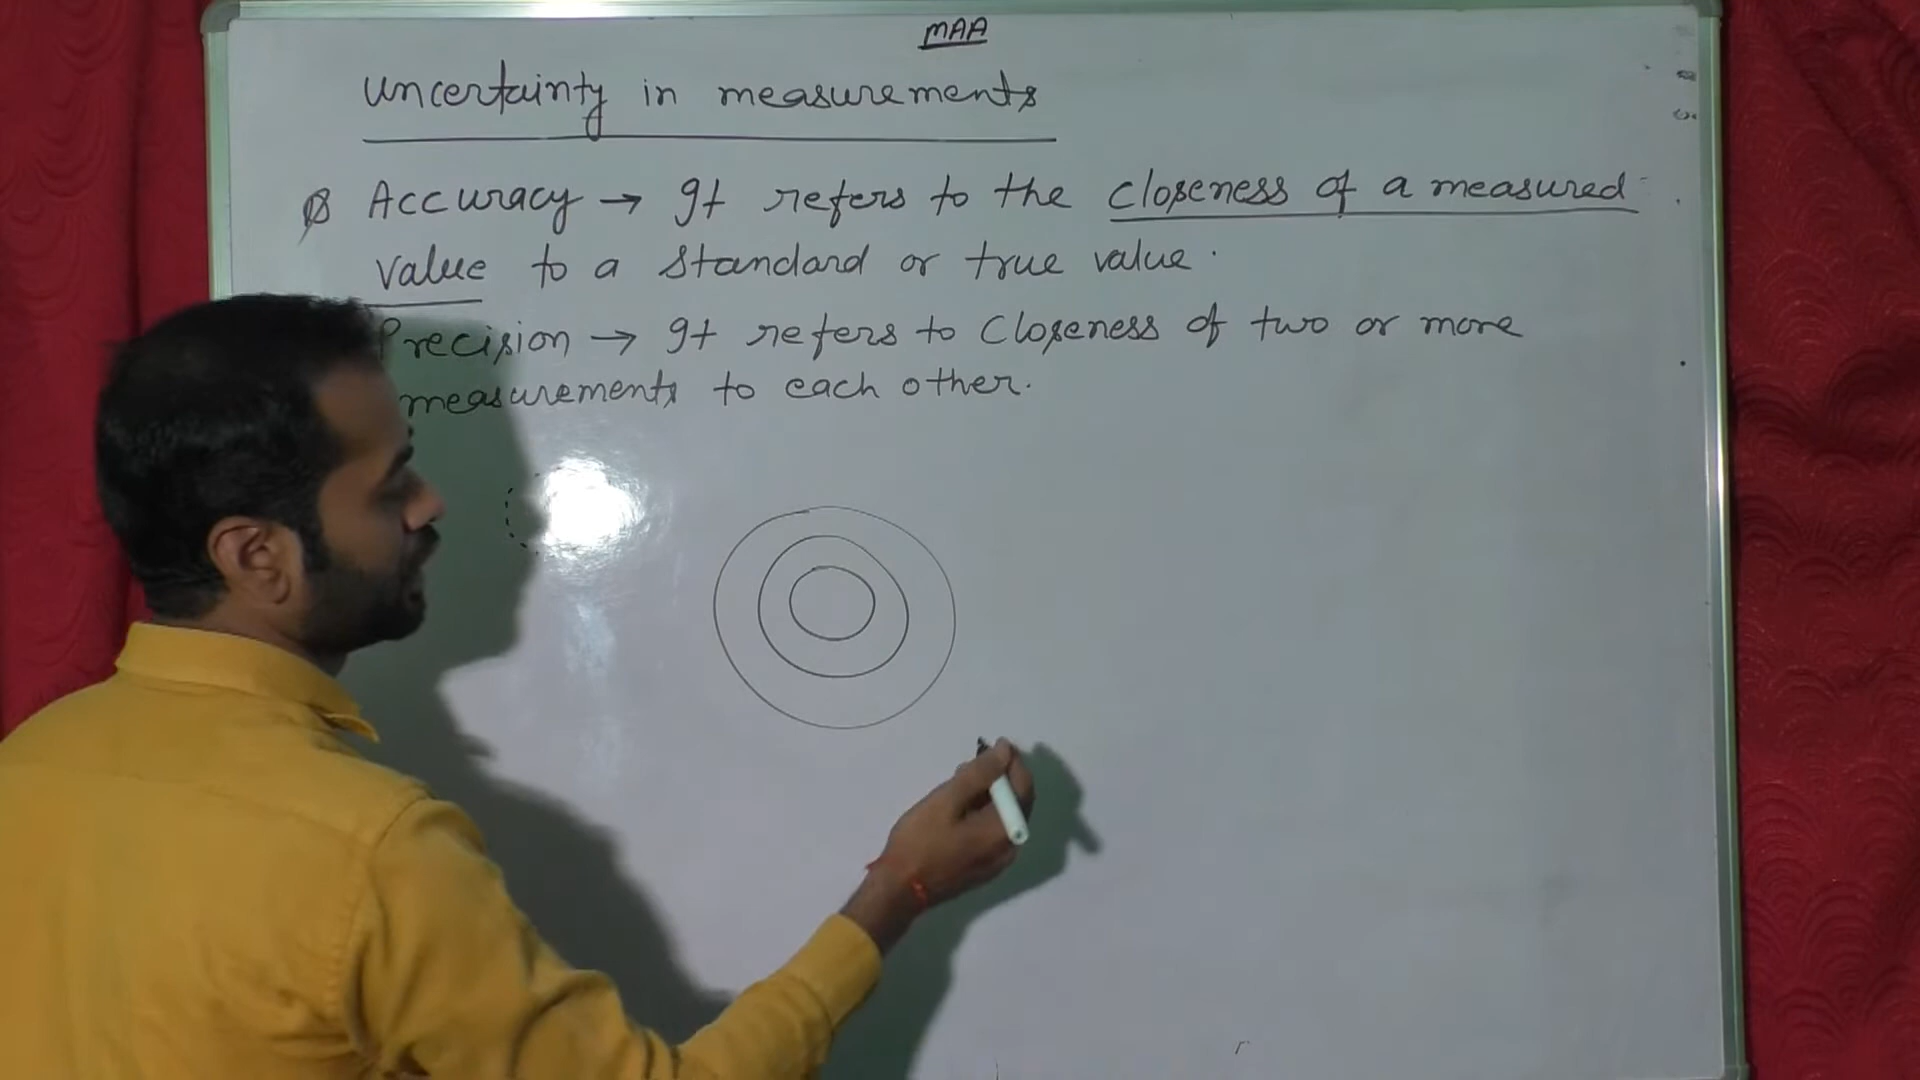 MAA
Uncertainty in measurements
Accuracy → It refers to the closeness of a measured
value to a standard or true value.
Precision → It refers to Closeness of two or more
measurements to each other.